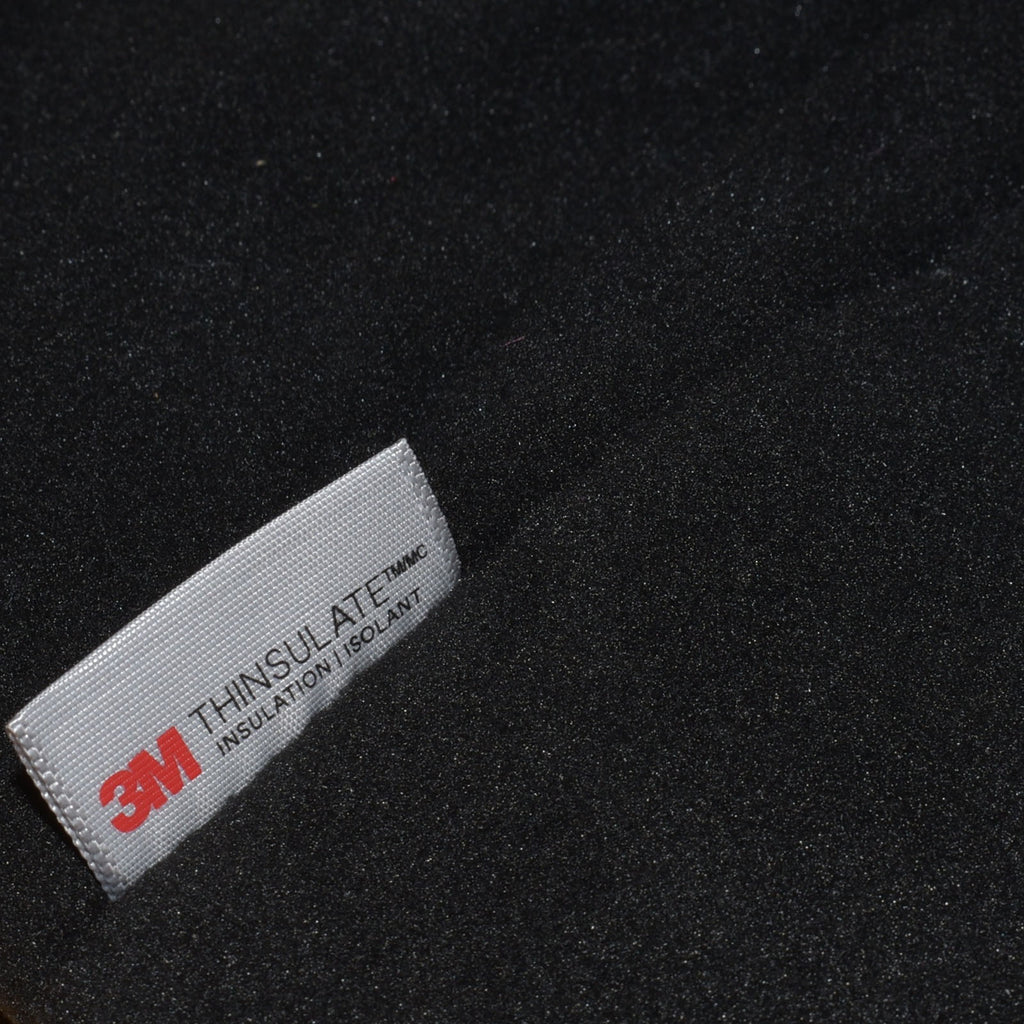 3M THINSULATE™/MC
INSULATION | ISOLANT